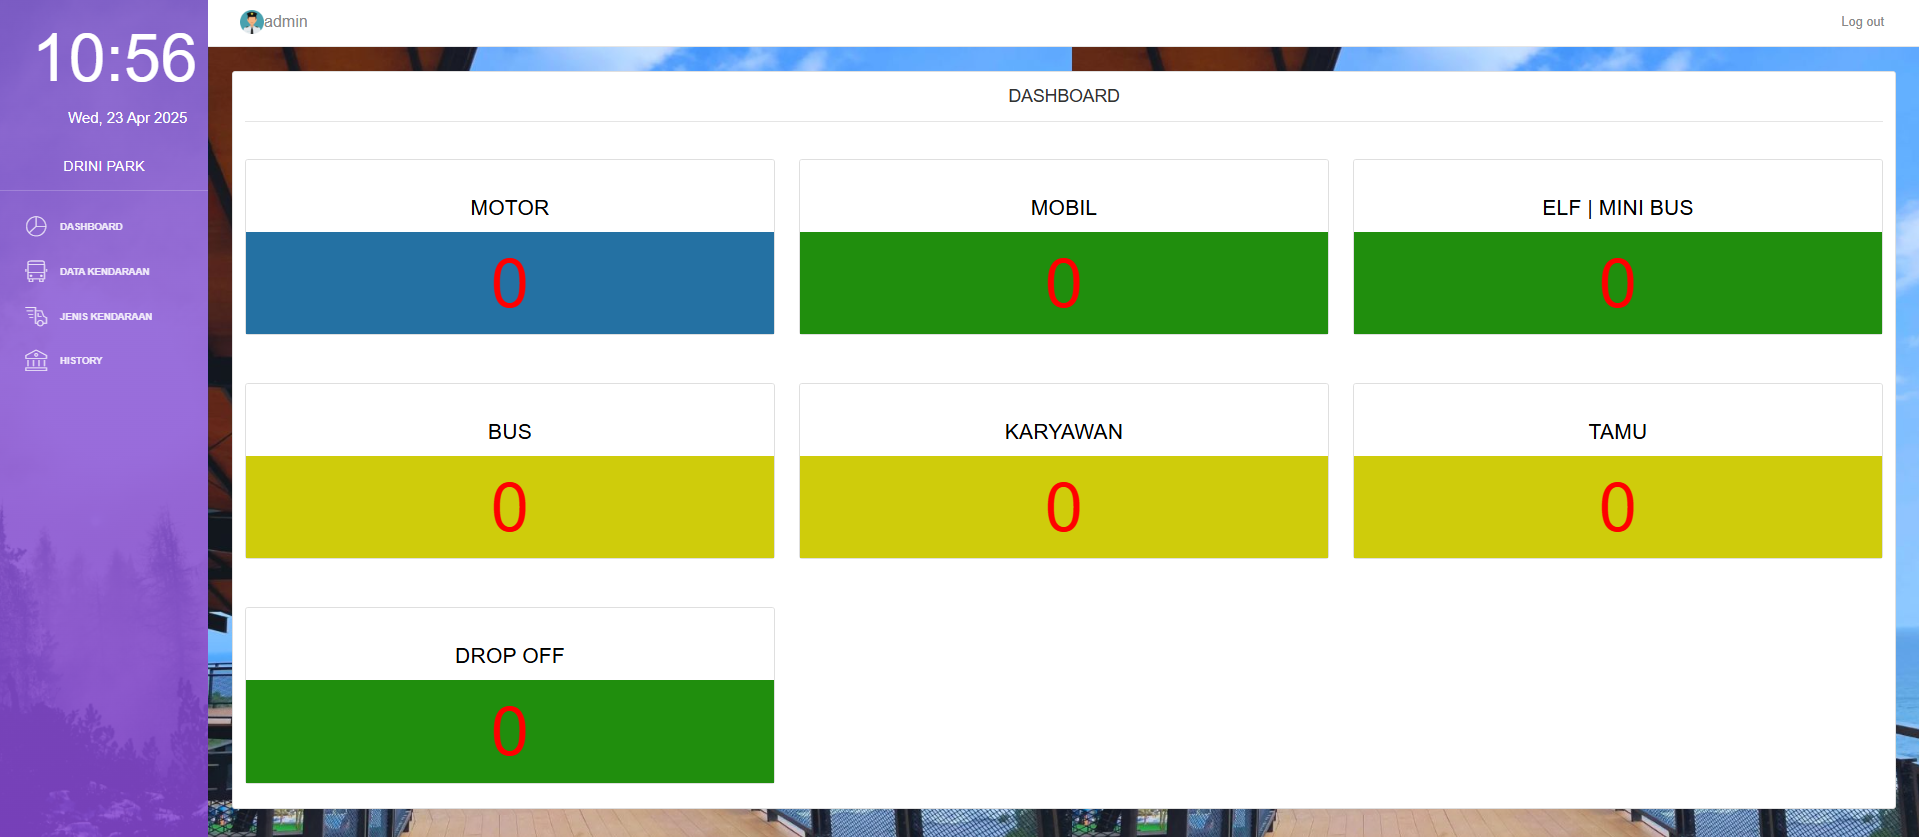 10:56
Wed, 23 Apr 2025
DRINI PARK
DASHBOARD
DATA KENDARAAN
JENIS KENDARAAN
HISTORY
admin
Log out
DASHBOARD
MOTOR
0
MOBIL
0
ELF | MINI BUS
0
BUS
0
KARYAWAN
0
TAMU
0
DROP OFF
0